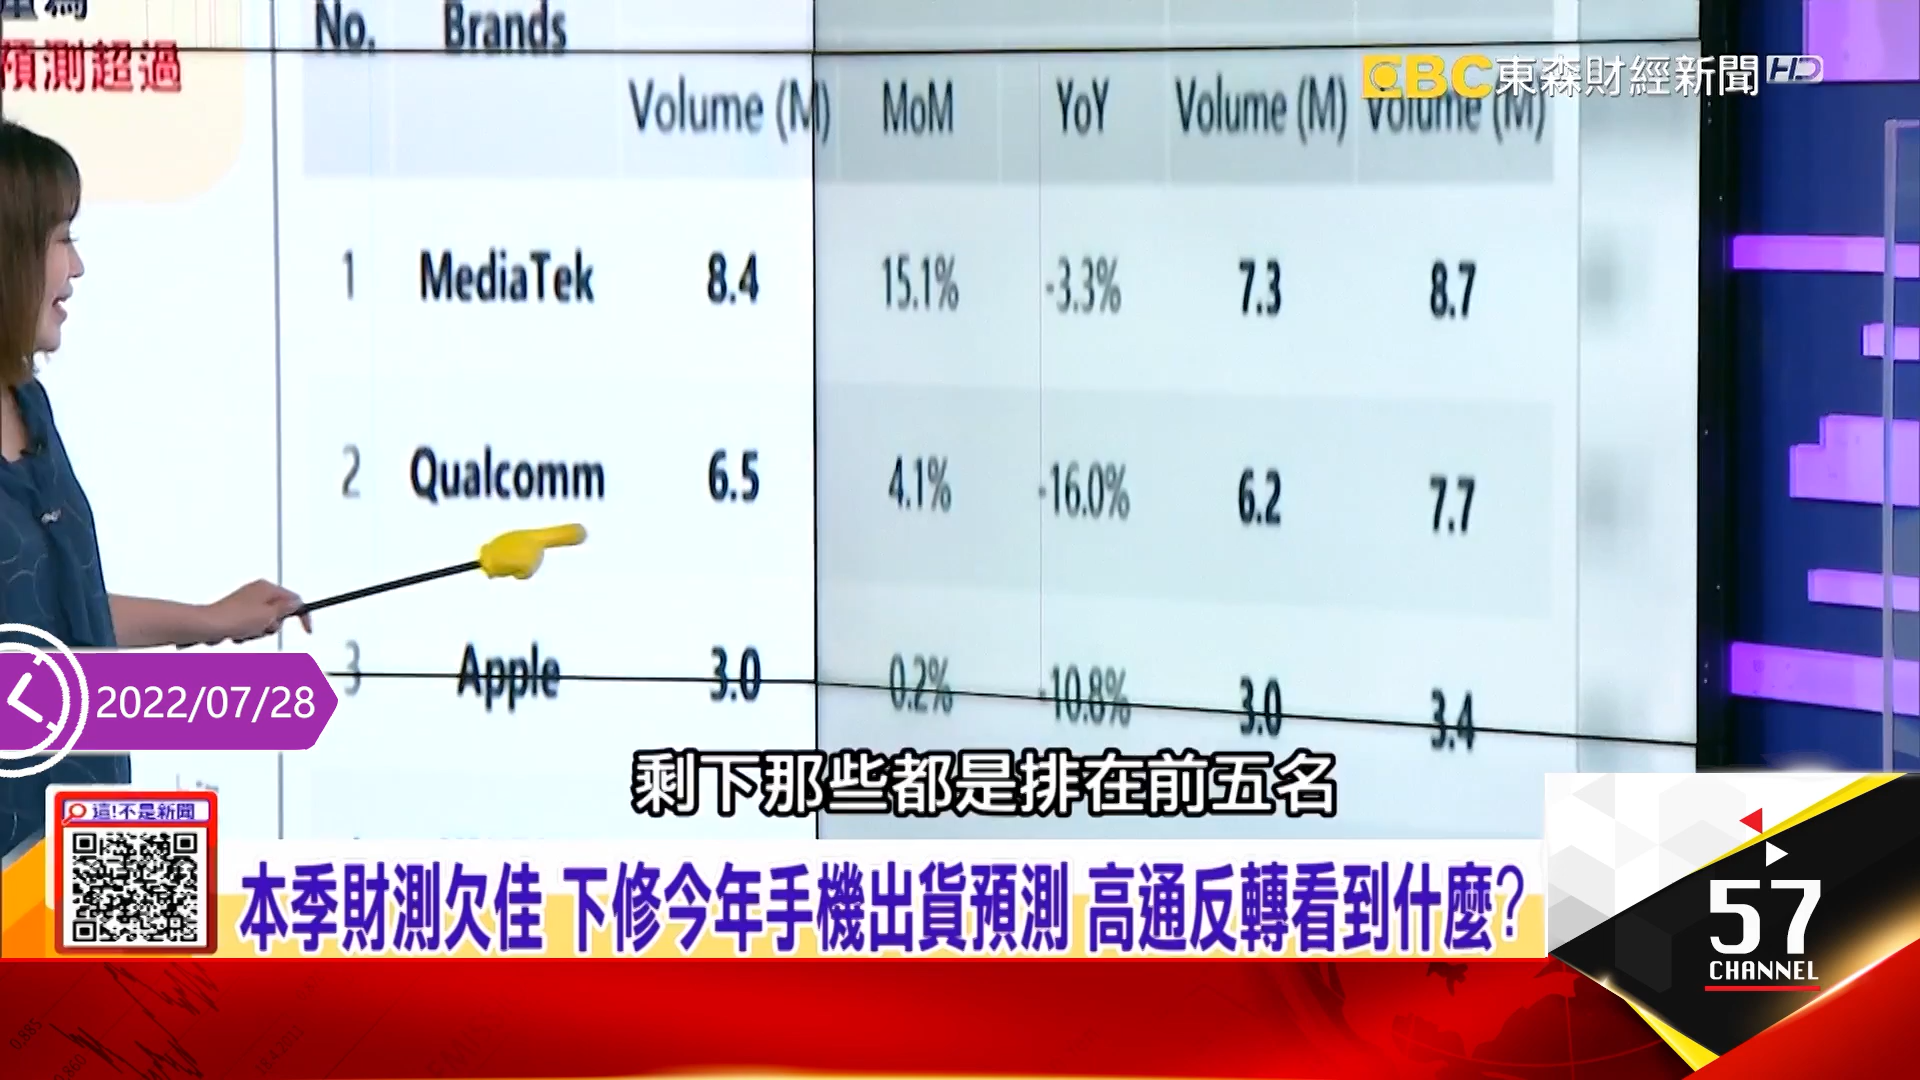 預測超過
No. Brands
Volume (M) MoM YoY Volume (M) Volume (M)
EBC 東森財經新聞 HD
1 MediaTek 8.4 15.1% -3.3% 7.3 8.7
2 Qualcomm 6.5 4.1% -16.0% 6.2 7.7
3 Apple 3.0 0.2% -10.8% 3.0 3.4
2022/07/28
剩下那些都是排在前五名
這!不是新聞
本季財測欠佳 下修今年手機出貨預測 高通反轉看到什麼?
57
CHANNEL